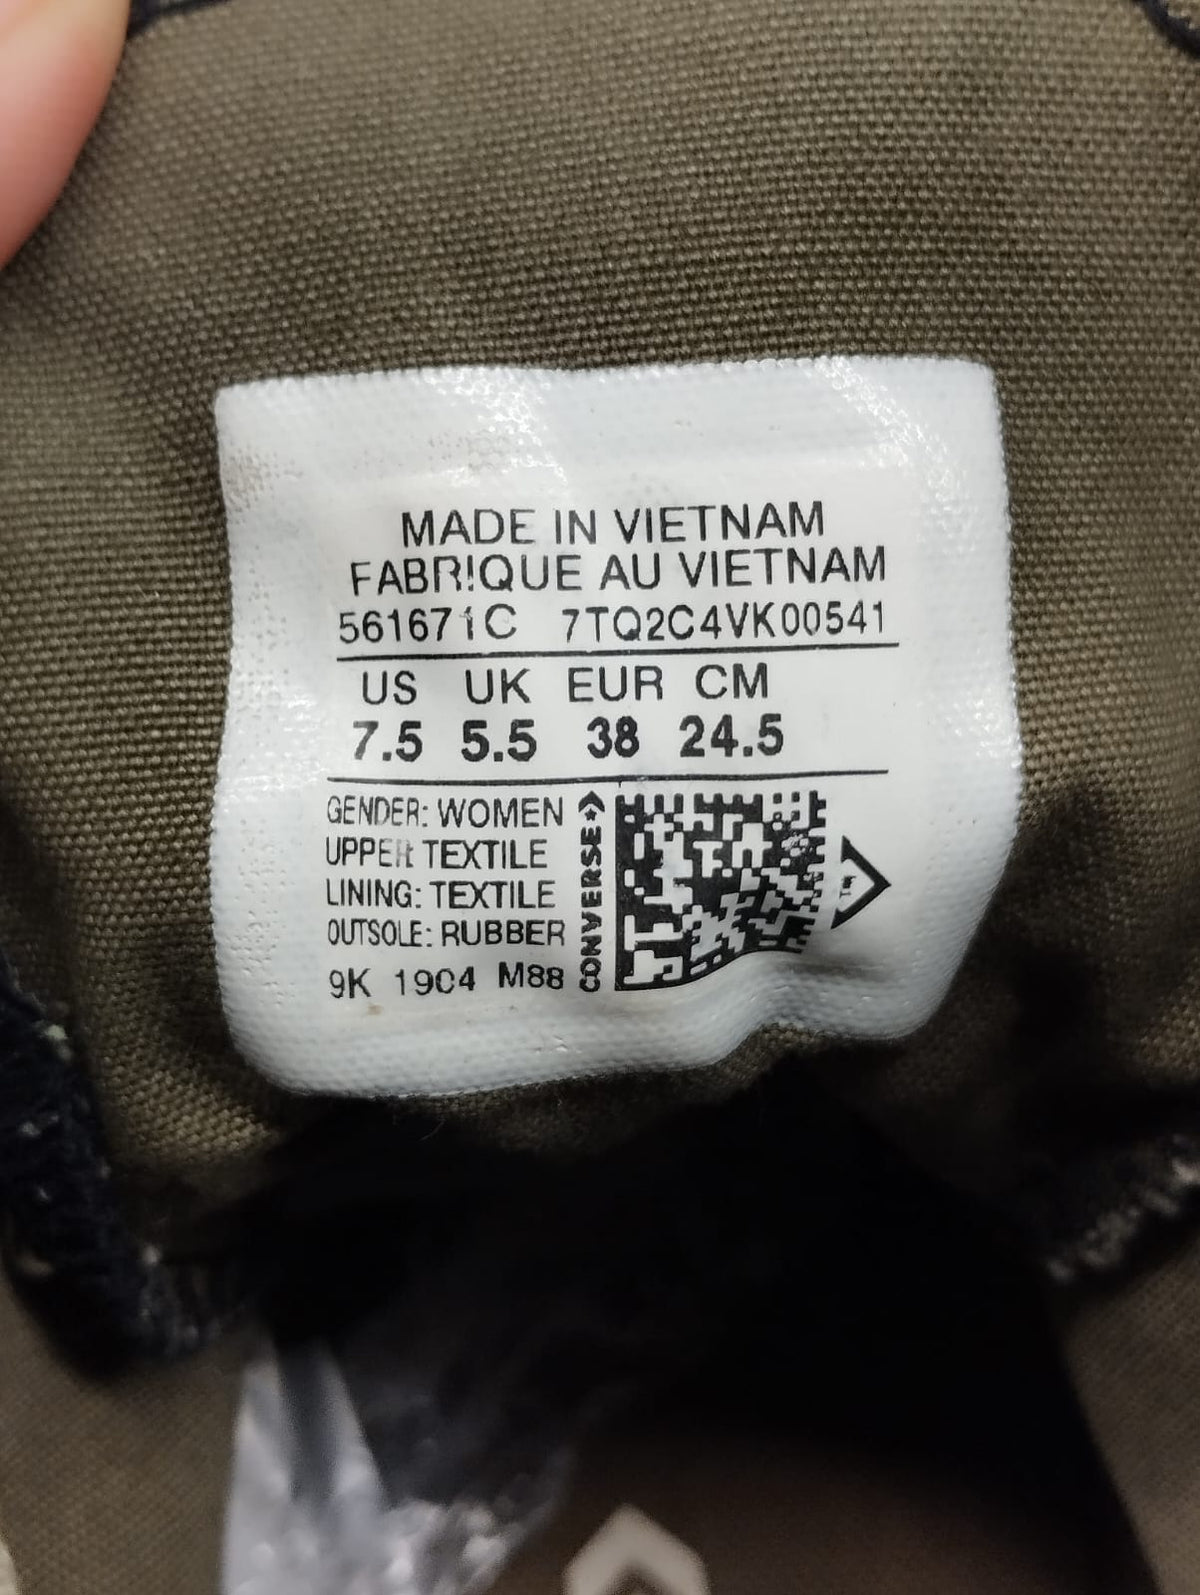 MADE IN VIETNAM
FABRIQUE AU VIETNAM
561671C 7TQ2C4VK00541
US UK EUR CM
7.5 5.5 38 24.5
GENDER: WOMEN
UPPER TEXTILE
LINING: TEXTILE
OUTSOLE: RUBBER
9K 1904 M88
CONVERSE
TM